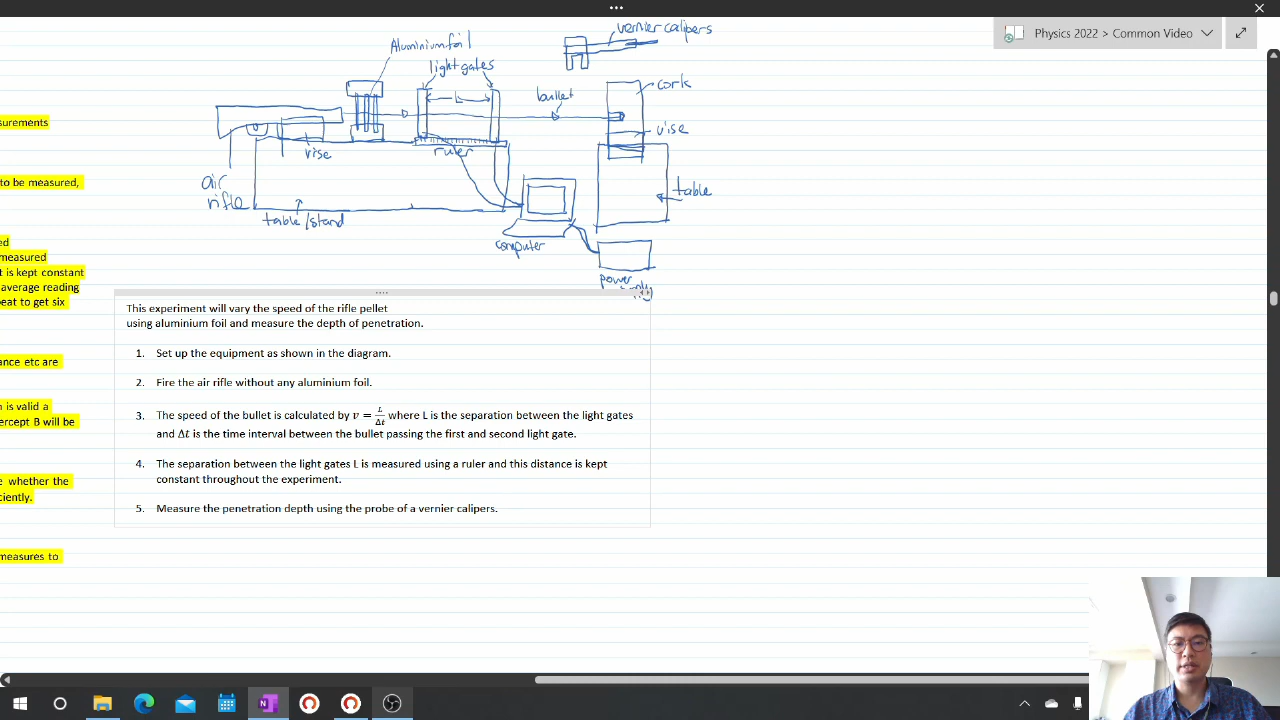 Physics 2022 > Common Video
vernier calipers
Aluminium foil
light gates
L
bullet
cork
vise
ruler
vise
air
rifle
table/stand
table
computer
power
surements
to be measured,
ed
measured
t is kept constant
average reading
peat to get six
ance etc are
n is valid a
ercept B will be
e whether the
ciently.
measures to
This experiment will vary the speed of the rifle pellet
using aluminium foil and measure the depth of penetration.
1. Set up the equipment as shown in the diagram.
2. Fire the air rifle without any aluminium foil.
3. The speed of the bullet is calculated by v = L/Δt where L is the separation between the light gates
and Δt is the time interval between the bullet passing the first and second light gate.
4. The separation between the light gates L is measured using a ruler and this distance is kept
constant throughout the experiment.
5. Measure the penetration depth using the probe of a vernier calipers.